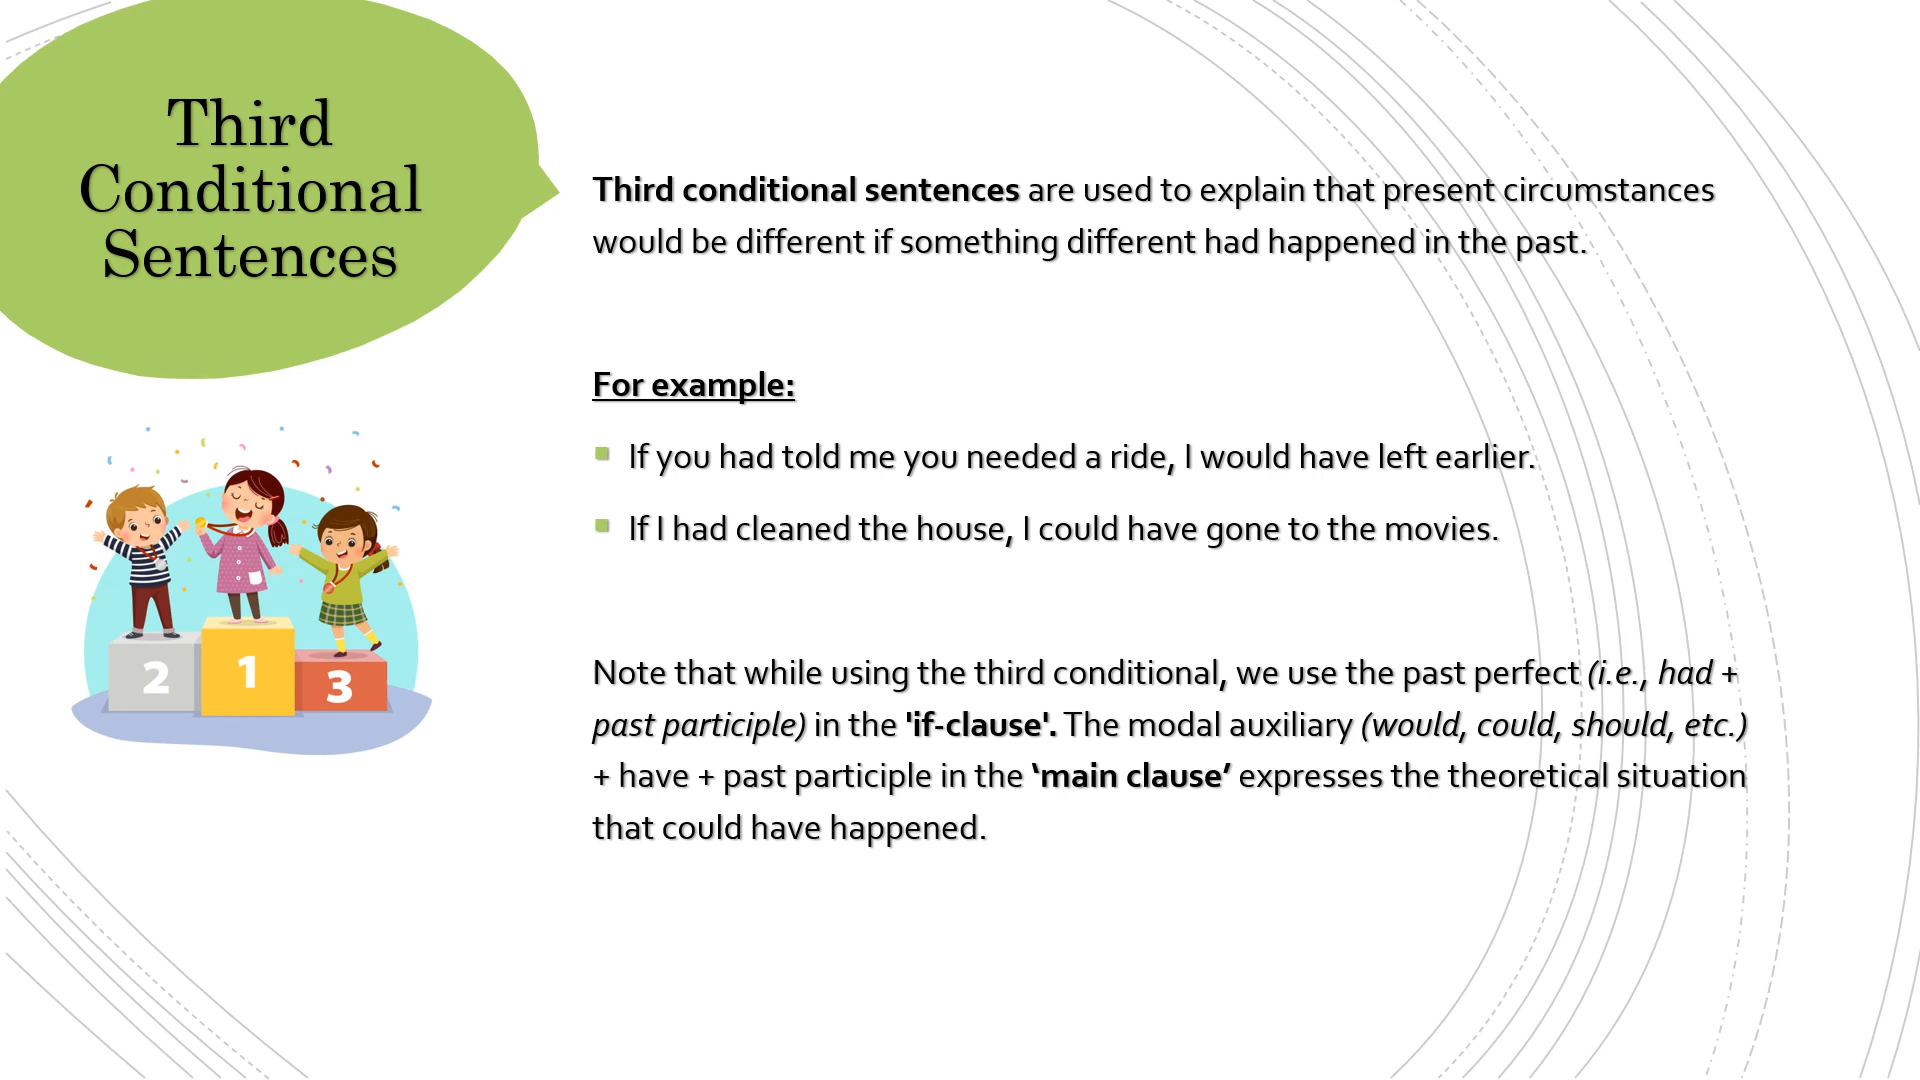 Third
Conditional
Sentences
Third conditional sentences are used to explain that present circumstances
would be different if something different had happened in the past.
For example:
If you had told me you needed a ride, I would have left earlier.
If I had cleaned the house, I could have gone to the movies.
2
1
3
Note that while using the third conditional, we use the past perfect (i.e., had +
past participle) in the 'if-clause'. The modal auxiliary (would, could, should, etc.)
+ have + past participle in the ‘main clause’ expresses the theoretical situation
that could have happened.